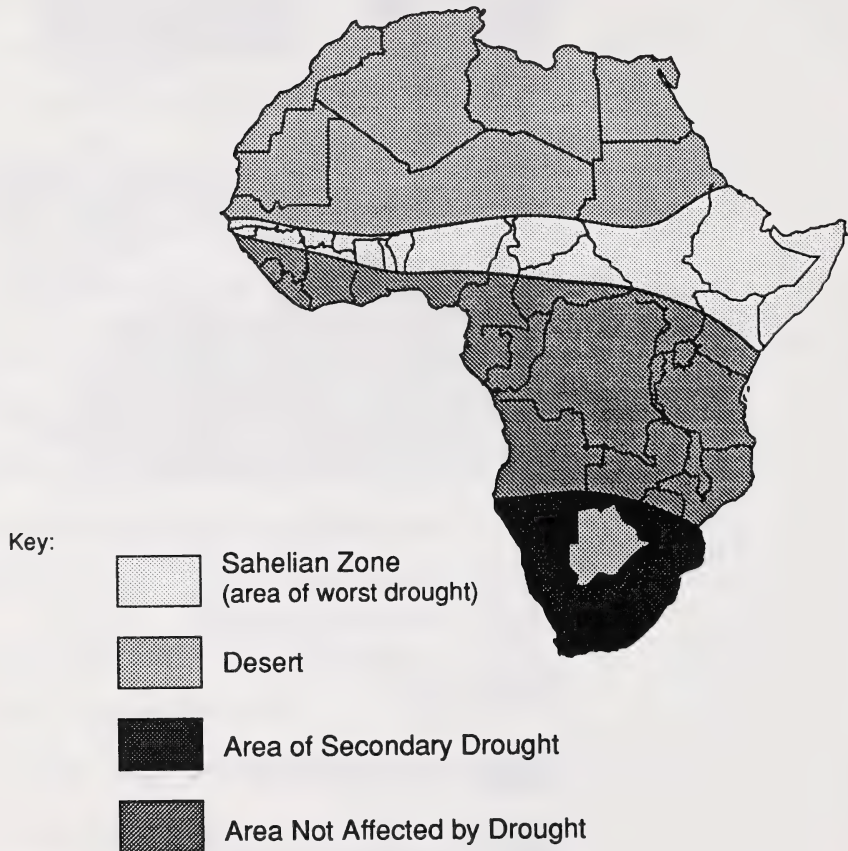 Key:
Sahelian Zone
(area of worst drought)
Desert
Area of Secondary Drought
Area Not Affected by Drought